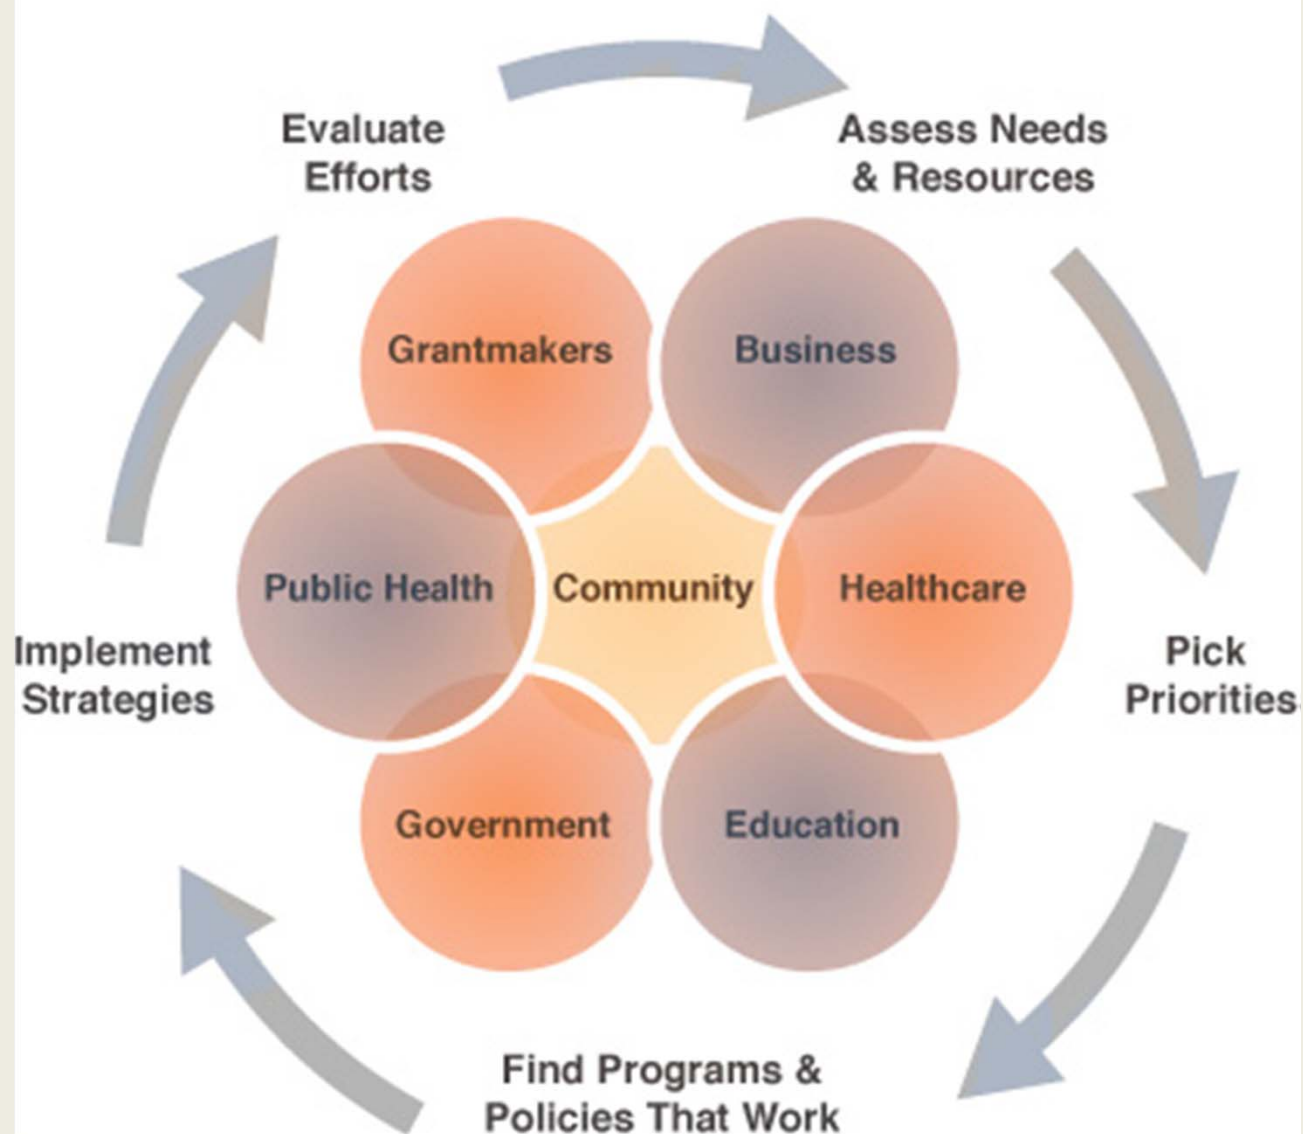 Evaluate
Efforts
Assess Needs
& Resources
Grantmakers
Business
Public Health
Community
Healthcare
Implement
Strategies
Pick
Priorities
Government
Education
Find Programs &
Policies That Work